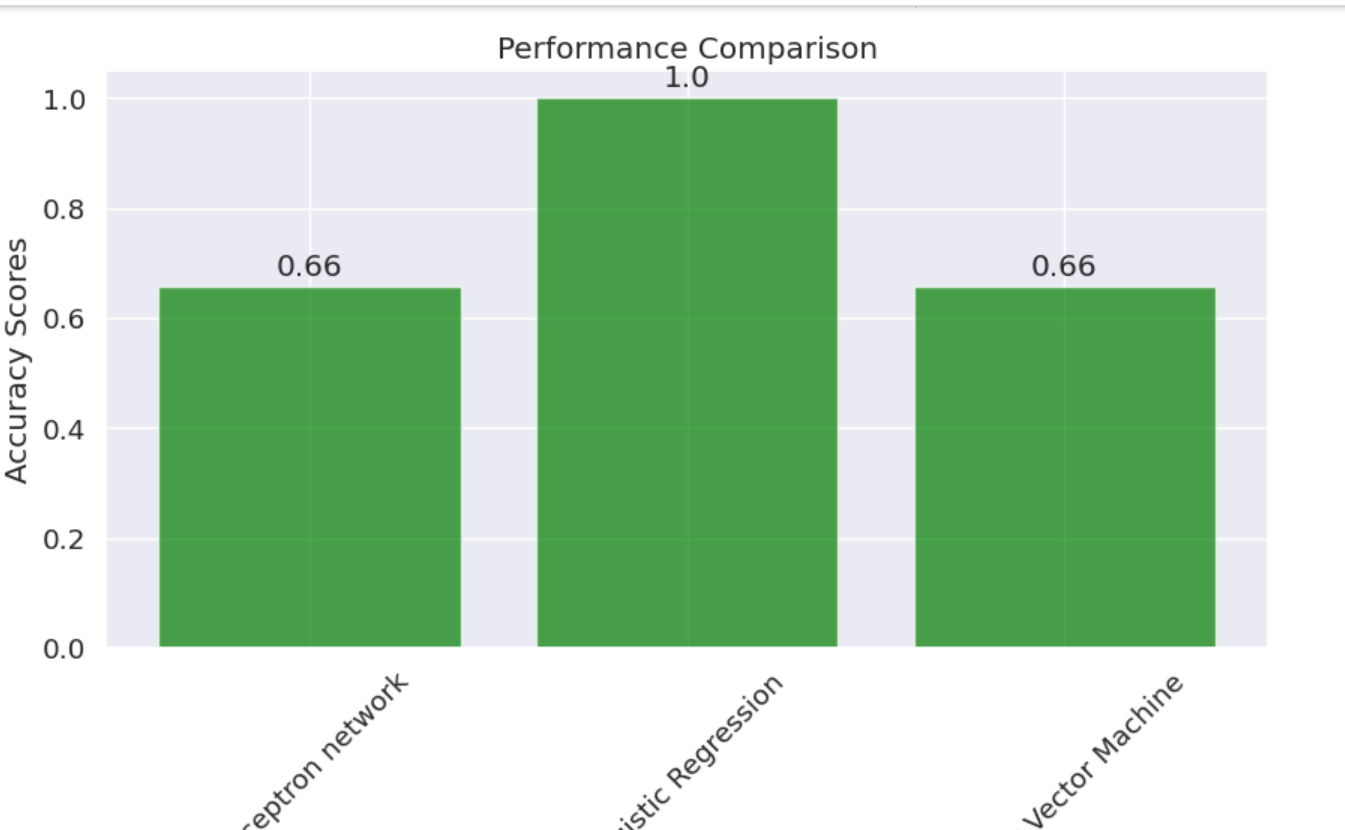 Performance Comparison
1.0
1.0
0.8
0.66
0.66
0.6
0.4
0.2
0.0
Accuracy Scores
ceptron network
istic Regression
Vector Machine